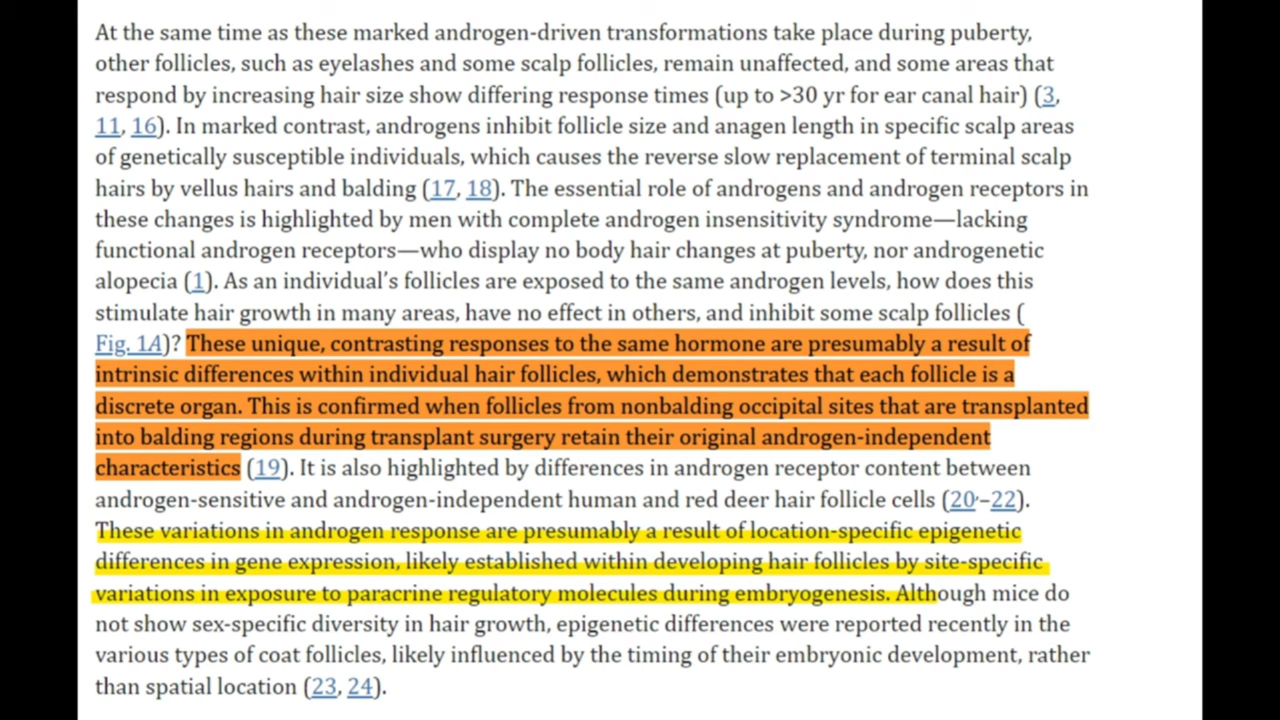 At the same time as these marked androgen-driven transformations take place during puberty,
other follicles, such as eyelashes and some scalp follicles, remain unaffected, and some areas that
respond by increasing hair size show differing response times (up to >30 yr for ear canal hair) (3,
11, 16). In marked contrast, androgens inhibit follicle size and anagen length in specific scalp areas
of genetically susceptible individuals, which causes the reverse slow replacement of terminal scalp
hairs by vellus hairs and balding (17, 18). The essential role of androgens and androgen receptors in
these changes is highlighted by men with complete androgen insensitivity syndrome—lacking
functional androgen receptors—who display no body hair changes at puberty, nor androgenetic
alopecia (1). As an individual's follicles are exposed to the same androgen levels, how does this
stimulate hair growth in many areas, have no effect in others, and inhibit some scalp follicles (
Fig. 1A)? These unique, contrasting responses to the same hormone are presumably a result of
intrinsic differences within individual hair follicles, which demonstrates that each follicle is a
discrete organ. This is confirmed when follicles from nonbalding occipital sites that are transplanted
into balding regions during transplant surgery retain their original androgen-independent
characteristics (19). It is also highlighted by differences in androgen receptor content between
androgen-sensitive and androgen-independent human and red deer hair follicle cells (20,–22).
These variations in androgen response are presumably a result of location-specific epigenetic
differences in gene expression, likely established within developing hair follicles by site-specific
variations in exposure to paracrine regulatory molecules during embryogenesis. Although mice do
not show sex-specific diversity in hair growth, epigenetic differences were reported recently in the
various types of coat follicles, likely influenced by the timing of their embryonic development, rather
than spatial location (23, 24).